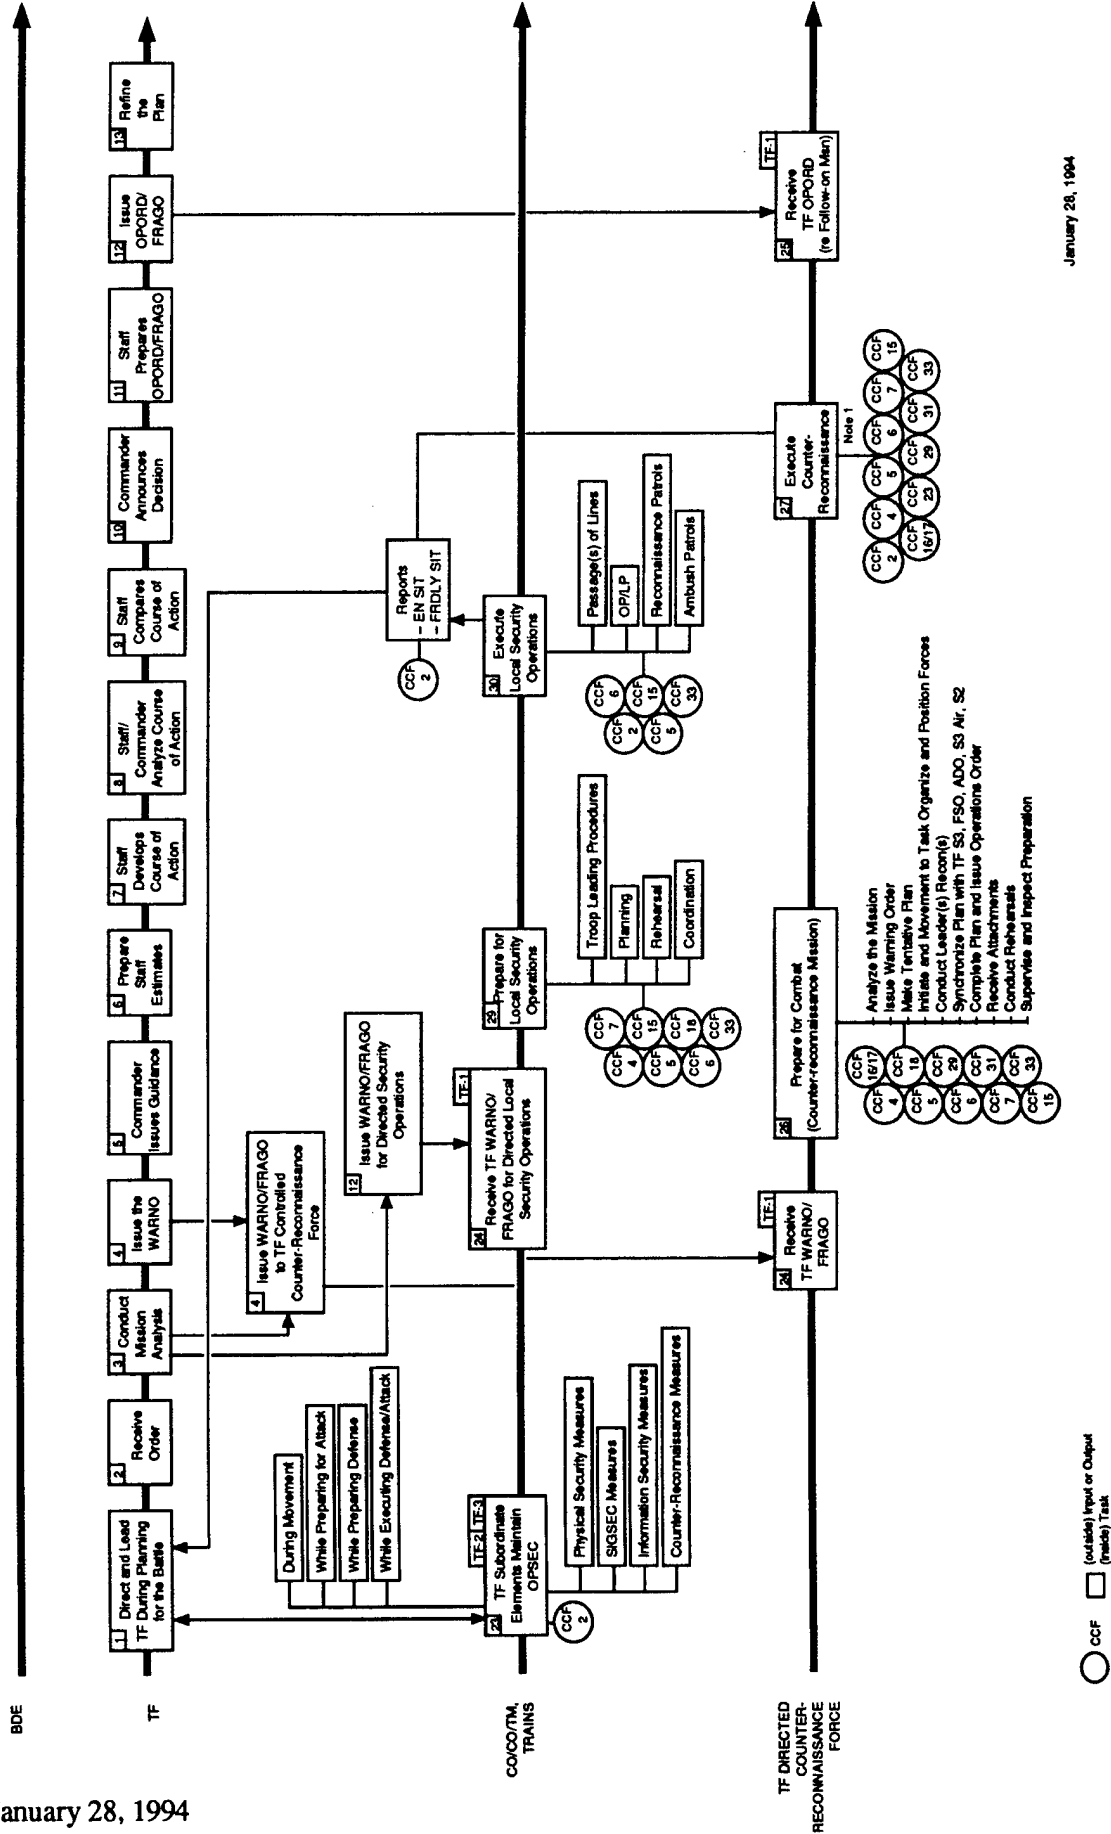 BDE
TF
1
Direct and Lead
TF During Planning
for the Battle
2
Receive
Order
3
Conduct
Mission
Analysis
4
Issue the
WARNO
5
Commander
Issues Guidance
6
Prepare
Staff
Estimates
7
Staff
Develops
Course of
Action
8
Staff/
Commander
Analyze Course
of Action
9
Staff
Compares
Course of
Action
10
Commander
Announces
Decision
11
Staff
Prepares
OPORD/FRAGO
12
Issue
OPORD/
FRAGO
13
Refine
the
Plan
4
Issue WARNO/FRAGO
to TF Controlled
Counter-Reconnaissance
Force
12
Issue WARNO/FRAGO
for Directed Security
Operations
During Movement
While Preparing for Attack
While Preparing Defense
While Executing Defense/Attack
Reports
– EN SIT
– FRDLY SIT
CCF
2
CO/CO/TM,
TRAINS
TF-2
TF-3
23
TF Subordinate
Elements Maintain
OPSEC
CCF
2
Physical Security Measures
SIGSEC Measures
Information Security Measures
Counter-Reconnaissance Measures
TF-1
24
Receive TF WARNO/
FRAGO for Directed Local
Security Operations
29
Prepare for
Local Security
Operations
Troop Leading Procedures
Planning
Rehearsal
Coordination
CCF
7
CCF
15
CCF
18
CCF
33
CCF
4
CCF
5
CCF
6
30
Execute
Local Security
Operations
Passage(s) of Lines
OP/LP
Reconnaissance Patrols
Ambush Patrols
CCF
6
CCF
15
CCF
33
CCF
2
CCF
5
TF DIRECTED
COUNTER-
RECONNAISSANCE
FORCE
TF-1
24
Receive
TF WARNO/
FRAGO
26
Prepare for Combat
(Counter-reconnaissance Mission)
Analyze the Mission
Issue Warning Order
Make Tentative Plan
Initiate and Movement to Task Organize and Position Forces
Conduct Leader(s) Recon(s)
Synchronize Plan with TF S3, FSO, ADO, S3 Air, S2
Complete Plan and Issue Operations Order
Receive Attachments
Conduct Rehearsals
Supervise and Inspect Preparation
CCF
16/17
CCF
18
CCF
29
CCF
31
CCF
33
CCF
4
CCF
5
CCF
6
CCF
7
CCF
15
27
Execute
Counter-
Reconnaissance
Note 1
CCF
2
CCF
4
CCF
5
CCF
6
CCF
7
CCF
15
CCF
16/17
CCF
23
CCF
29
CCF
31
CCF
33
TF-1
25
Receive
TF OPORD
(re Follow-on Msn)
CCF
(outside) Input or Output
(inside) Task
January 28, 1994
anuary 28, 1994